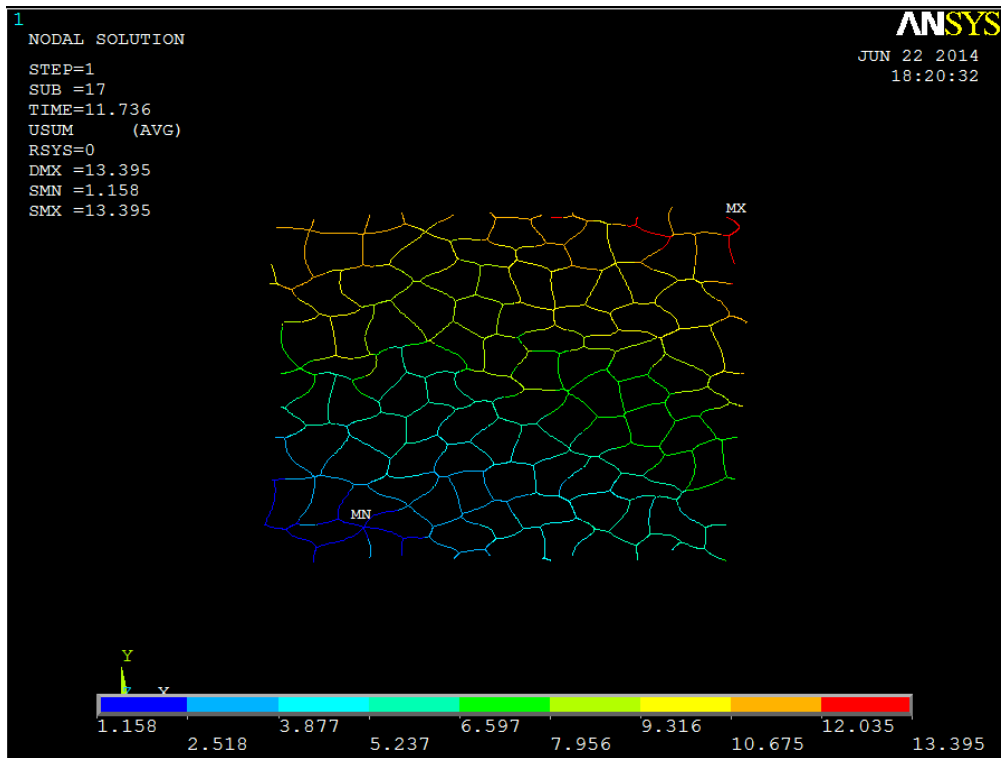 1
NODAL SOLUTION
STEP=1
SUB =17
TIME=11.736
USUM (AVG)
RSYS=0
DMX =13.395
SMN =1.158
SMX =13.395
ANSYS
JUN 22 2014
18:20:32
MX
MN
Y
X
1.158 3.877 6.597 9.316 12.035
2.518 5.237 7.956 10.675 13.395